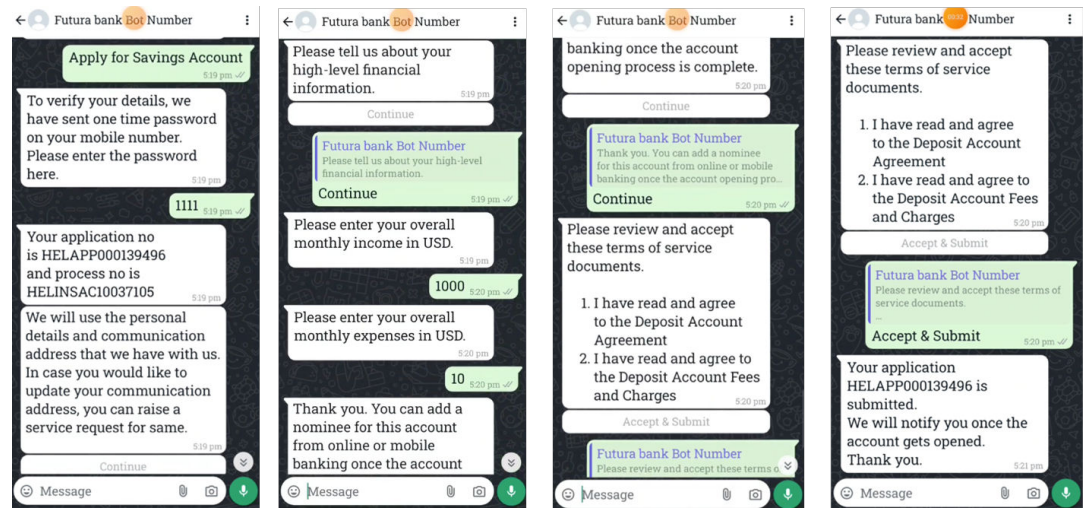 Futura bank Bot Number
Apply for Savings Account
5:19 pm
To verify your details, we
have sent one time password
on your mobile number.
Please enter the password
here.
5:19 pm
1111
5:19 pm
Your application no
is HELAPP000139496
and process no is
HELINSAC10037105
5:19 pm
We will use the personal
details and communication
address that we have with us.
In case you would like to
update your communication
address, you can raise a
service request for same.
5:19 pm
Continue
Message
Futura bank Bot Number
Please tell us about your
high-level financial
information.
5:19 pm
Continue
Futura bank Bot Number
Please tell us about your high-level
financial information.
Continue
5:19 pm
Please enter your overall
monthly income in USD.
5:19 pm
1000
5:20 pm
Please enter your overall
monthly expenses in USD.
5:20 pm
10
5:20 pm
Thank you. You can add a
nominee for this account
from online or mobile
banking once the account
Message
Futura bank Bot Number
banking once the account
opening process is complete.
5:20 pm
Continue
Futura bank Bot Number
Thank you. You can add a nominee
for this account from online or mobile
banking once the account opening pro...
Continue
5:20 pm
Please review and accept
these terms of service
documents.
1. I have read and agree
to the Deposit Account
Agreement
2. I have read and agree to
the Deposit Account Fees
and Charges
5:20 pm
Accept & Submit
Futura bank Bot Number
Please review and accept these terms o
Message
Futura bank
00:52
Number
Please review and accept
these terms of service
documents.
1. I have read and agree
to the Deposit Account
Agreement
2. I have read and agree to
the Deposit Account Fees
and Charges
5:20 pm
Accept & Submit
Futura bank Bot Number
Please review and accept these terms of
service documents.
...
Accept & Submit
5:20 pm
Your application
HELAPP000139496 is
submitted.
We will notify you once the
account gets opened.
Thank you.
5:21 pm
Message